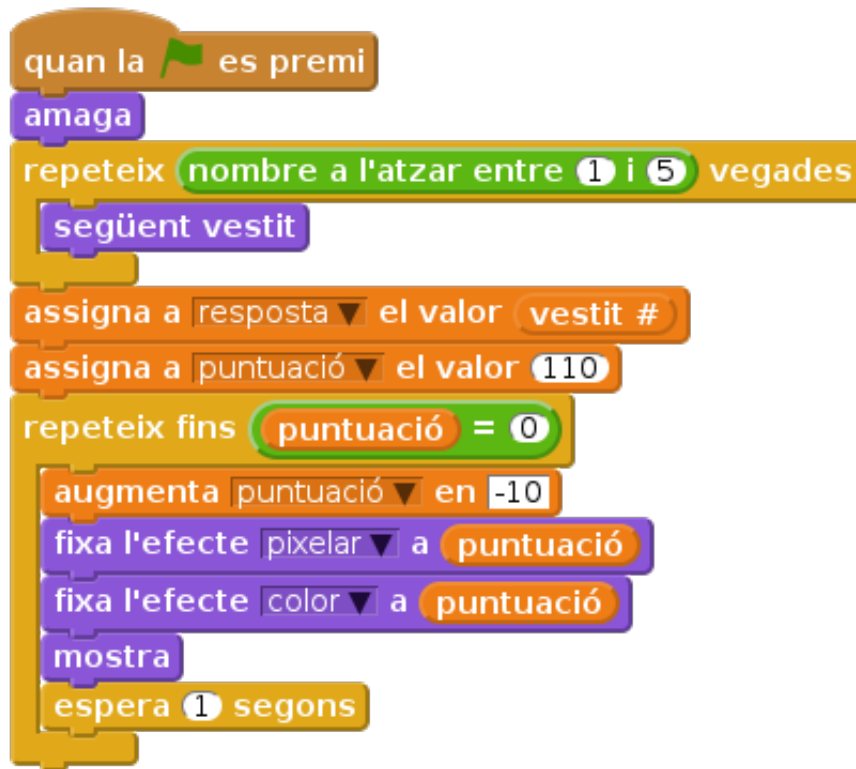 quan la es premi
amaga
repeteix nombre a l'atzar entre 1 i 5 vegades
següent vestit
assigna a resposta el valor vestit #
assigna a puntuació el valor 110
repeteix fins puntuació = 0
augmenta puntuació en -10
fixa l'efecte pixelar a puntuació
fixa l'efecte color a puntuació
mostra
espera 1 segons